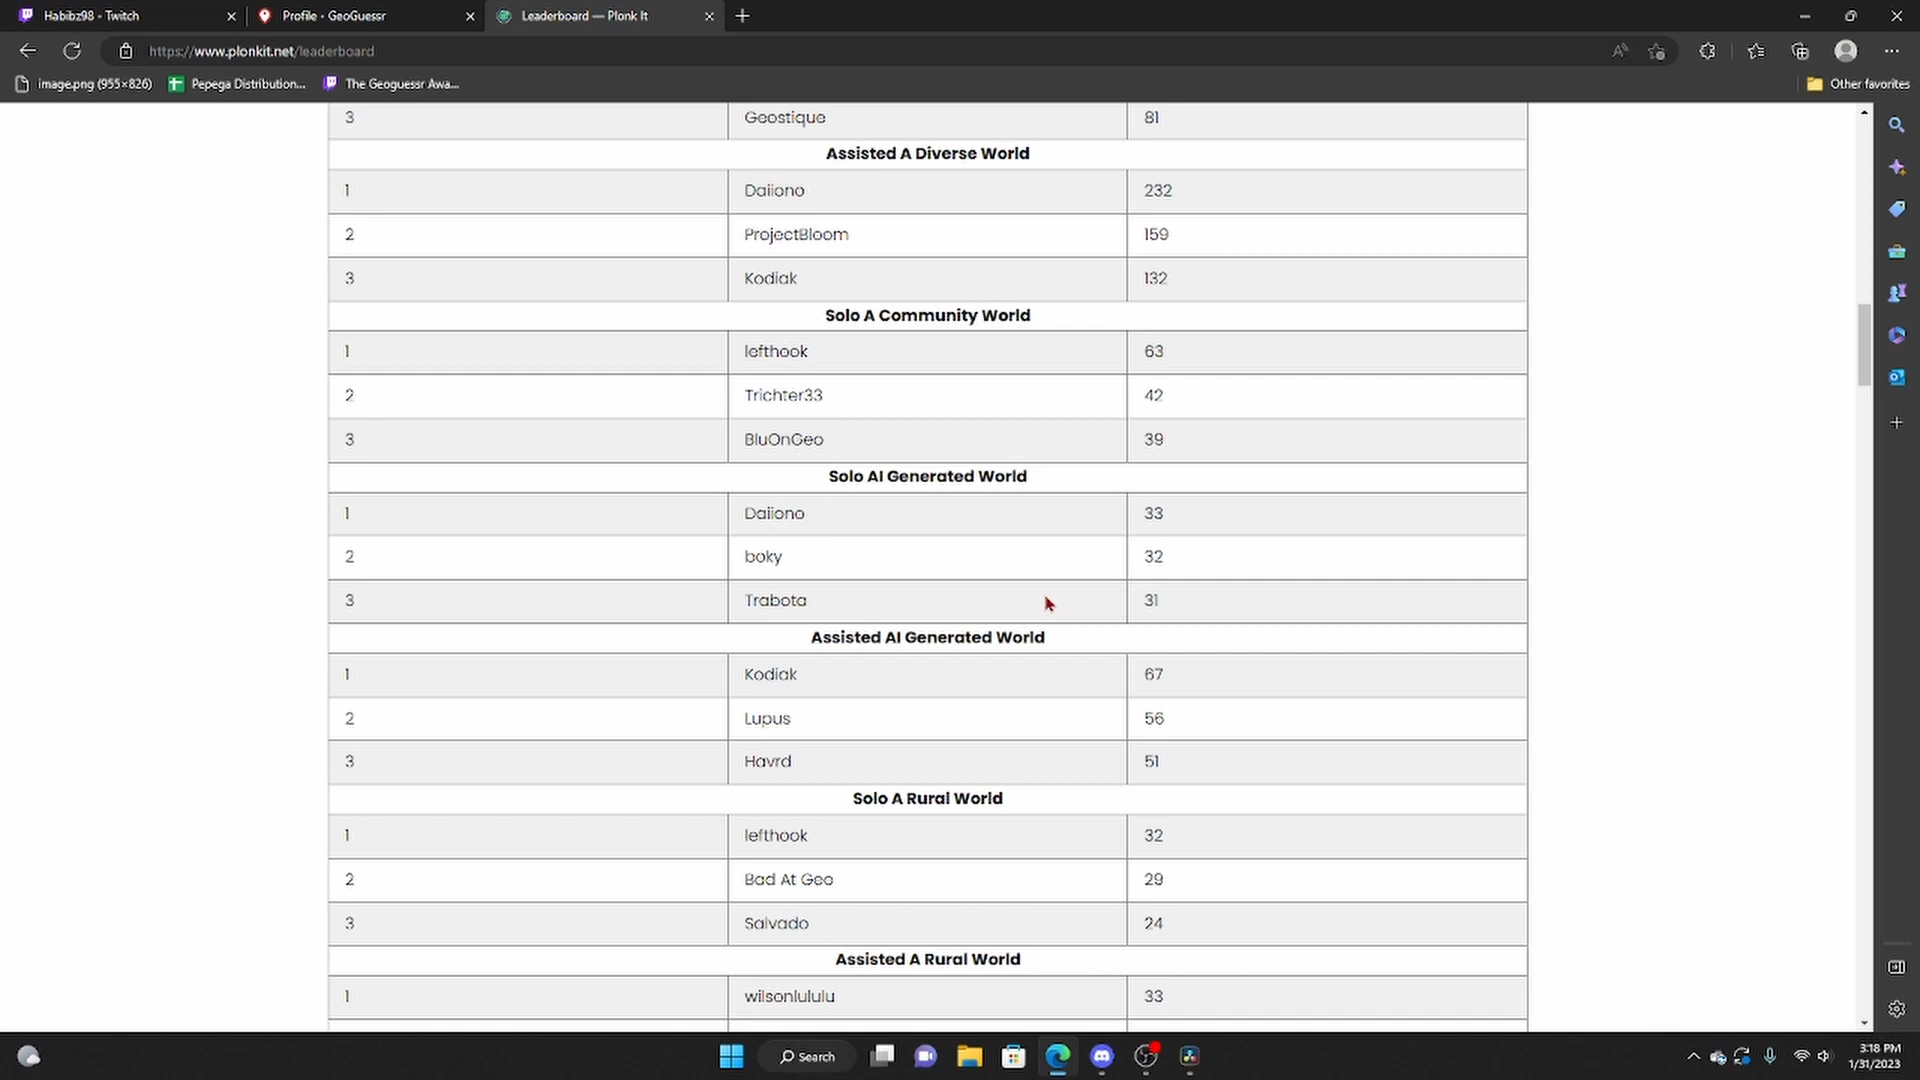 Habibz98 - Twitch
Profile - GeoGuessr
Leaderboard — Plonk It
https://www.plonkit.net/leaderboard
image.png (955×826)
Pepega Distribution...
The Geoguessr Awa...
Other favorites
3 Geostique 81
Assisted A Diverse World
1 Daiiono 232
2 ProjectBloom 159
3 Kodiak 132
Solo A Community World
1 lefthook 63
2 Trichter33 42
3 BluOnGeo 39
Solo AI Generated World
1 Daiiono 33
2 boky 32
3 Trabota 31
Assisted AI Generated World
1 Kodiak 67
2 Lupus 56
3 Havrd 51
Solo A Rural World
1 lefthook 32
2 Bad At Geo 29
3 Salvado 24
Assisted A Rural World
1 wilsonlululu 33
Search
3:18 PM
1/31/2023